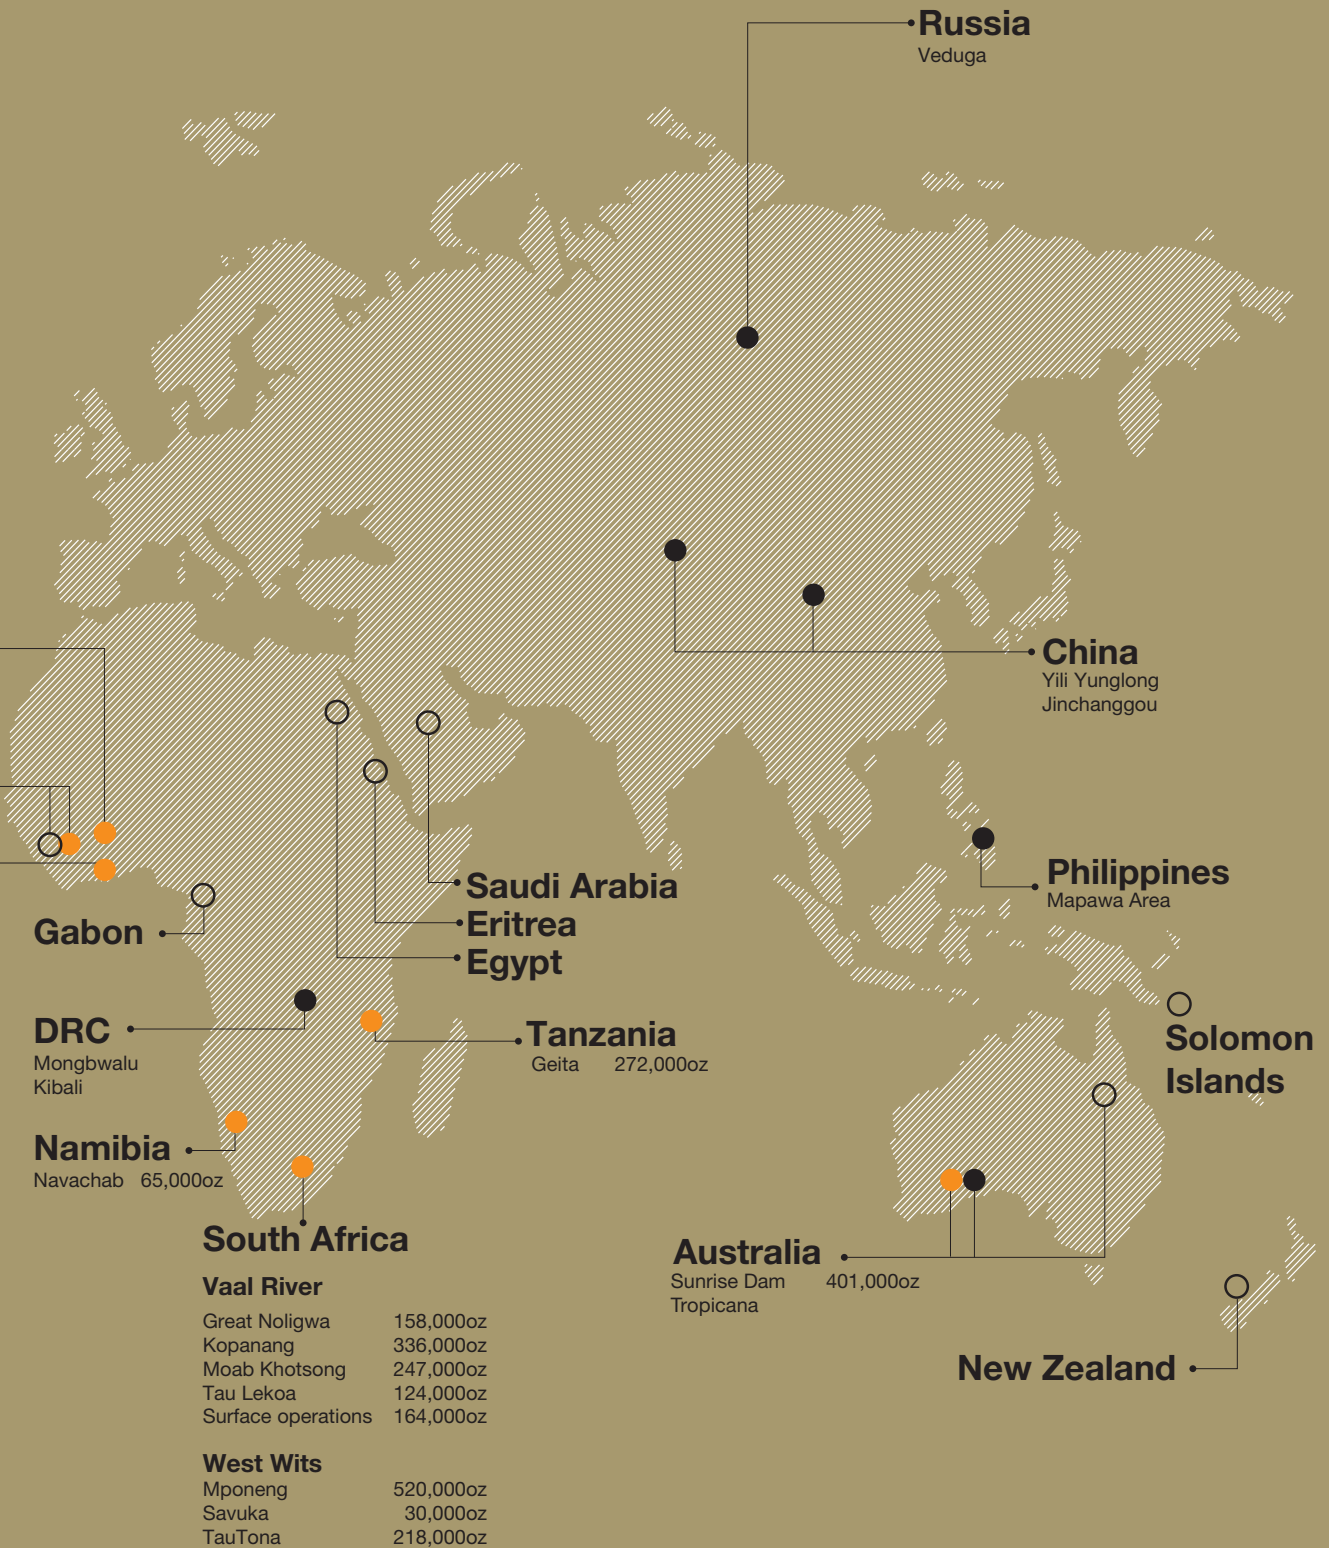 Russia
Veduga
China
Yili Yunglong
Jinchanggou
Philippines
Mapawa Area
Saudi Arabia
Eritrea
Egypt
Gabon
DRC
Mongbwalu
Kibali
Tanzania
Geita 272,000oz
Solomon
Islands
Namibia
Navachab 65,000oz
South Africa
Vaal River
Great Noligwa 158,000oz
Kopanang 336,000oz
Moab Khotsong 247,000oz
Tau Lekoa 124,000oz
Surface operations 164,000oz
West Wits
Mponeng 520,000oz
Savuka 30,000oz
TauTona 218,000oz
Australia
Sunrise Dam 401,000oz
Tropicana
New Zealand